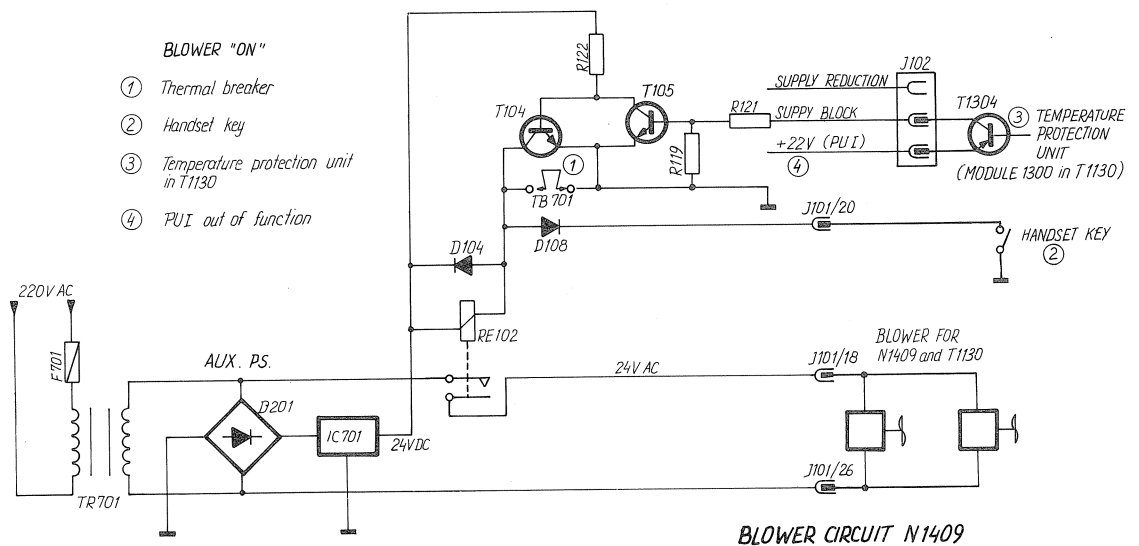 BLOWER "ON"
① Thermal breaker
② Handset key
③ Temperature protection unit
in T1130
④ PUI out of function
R122
T104
T105
①
TB701
R119
R121
SUPPLY REDUCTION
SUPPY BLOCK
+22V (PUI)
④
J102
T1304
③ TEMPERATURE
PROTECTION
UNIT
(MODULE 1300 in T1130)
D104
D108
J101/20
HANDSET KEY
②
RE102
220V AC
F701
TR701
AUX. PS.
B201
IC701
24VDC
24V AC
J101/18
J101/26
BLOWER FOR
N1409 and T1130
BLOWER CIRCUIT N1409